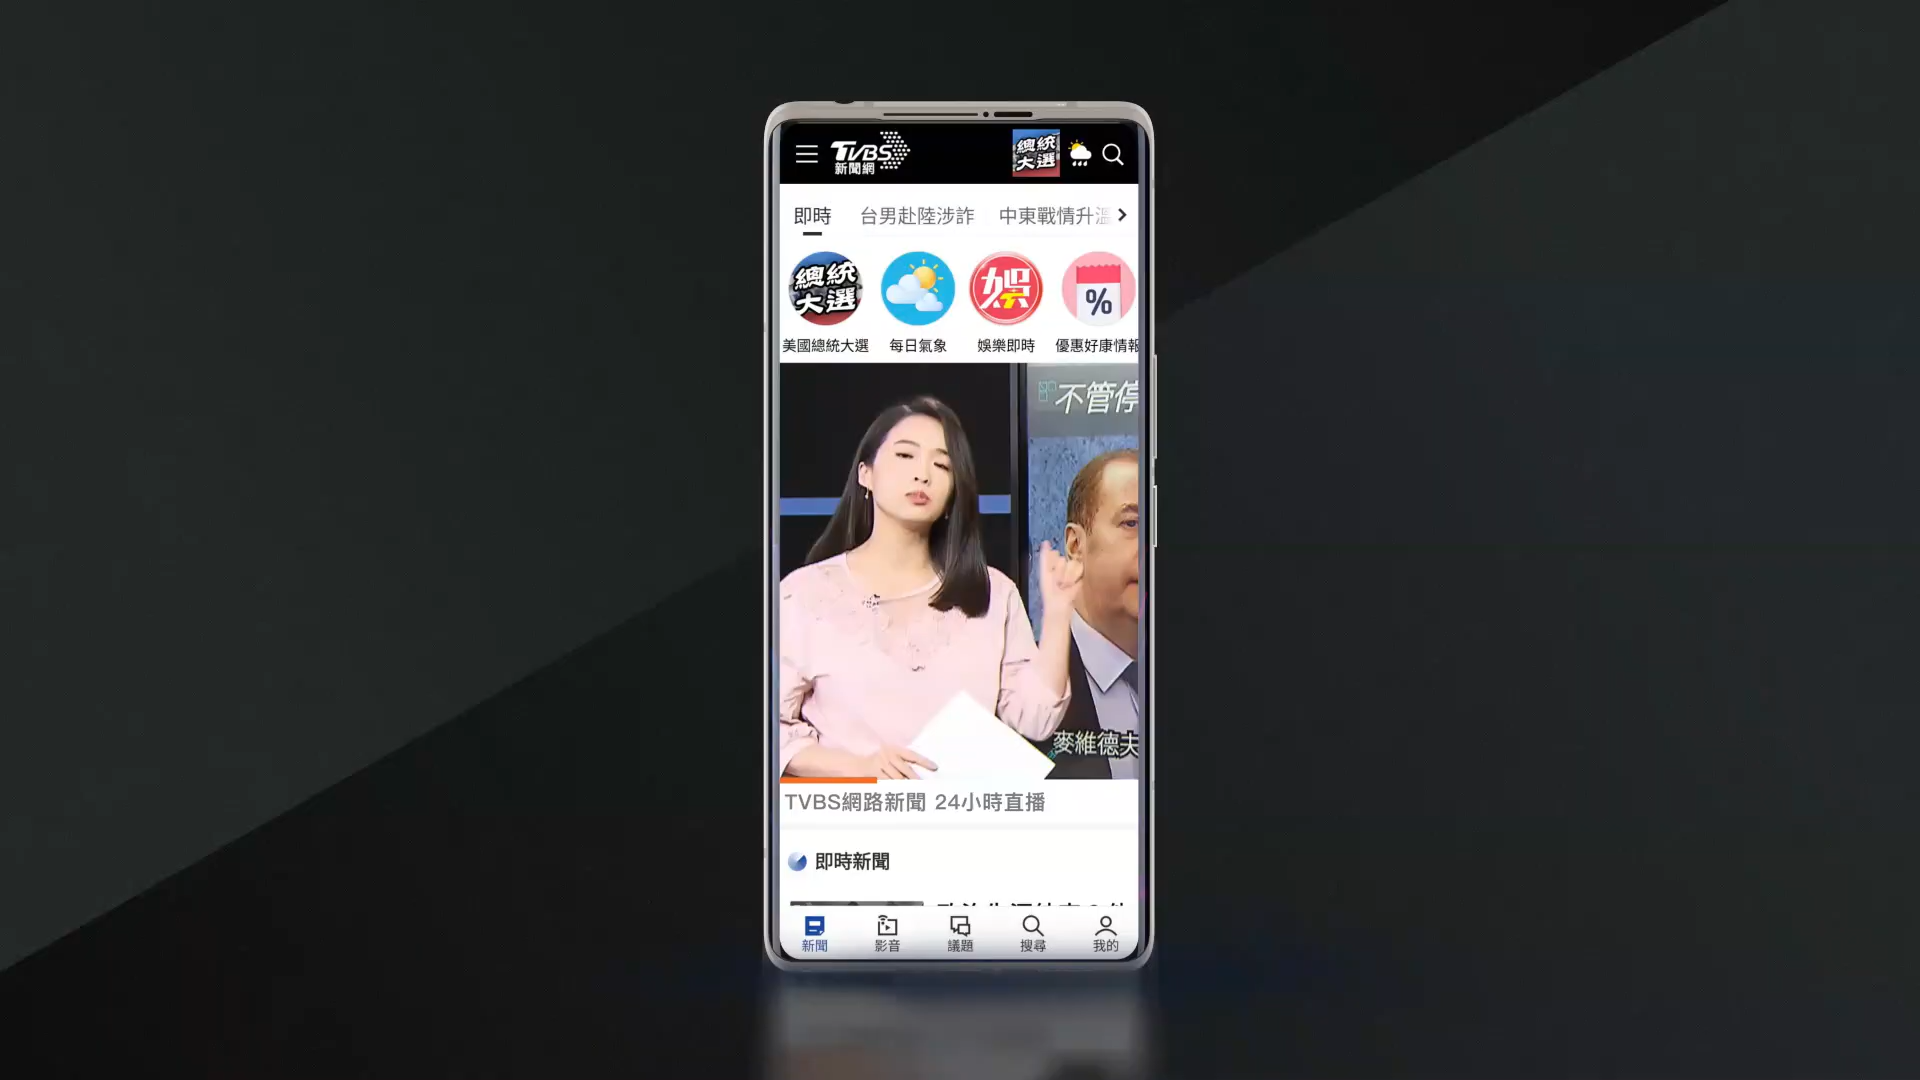 TVBS
新聞網
總統
大選
即時
台男赴陸涉詐
中東戰情升溫
總統
大選
娛
%
美國總統大選
每日氣象
娛樂即時
優惠好康情報
不管停
麥維德夫
TVBS網路新聞 24小時直播
即時新聞
新聞
影音
議題
搜尋
我的